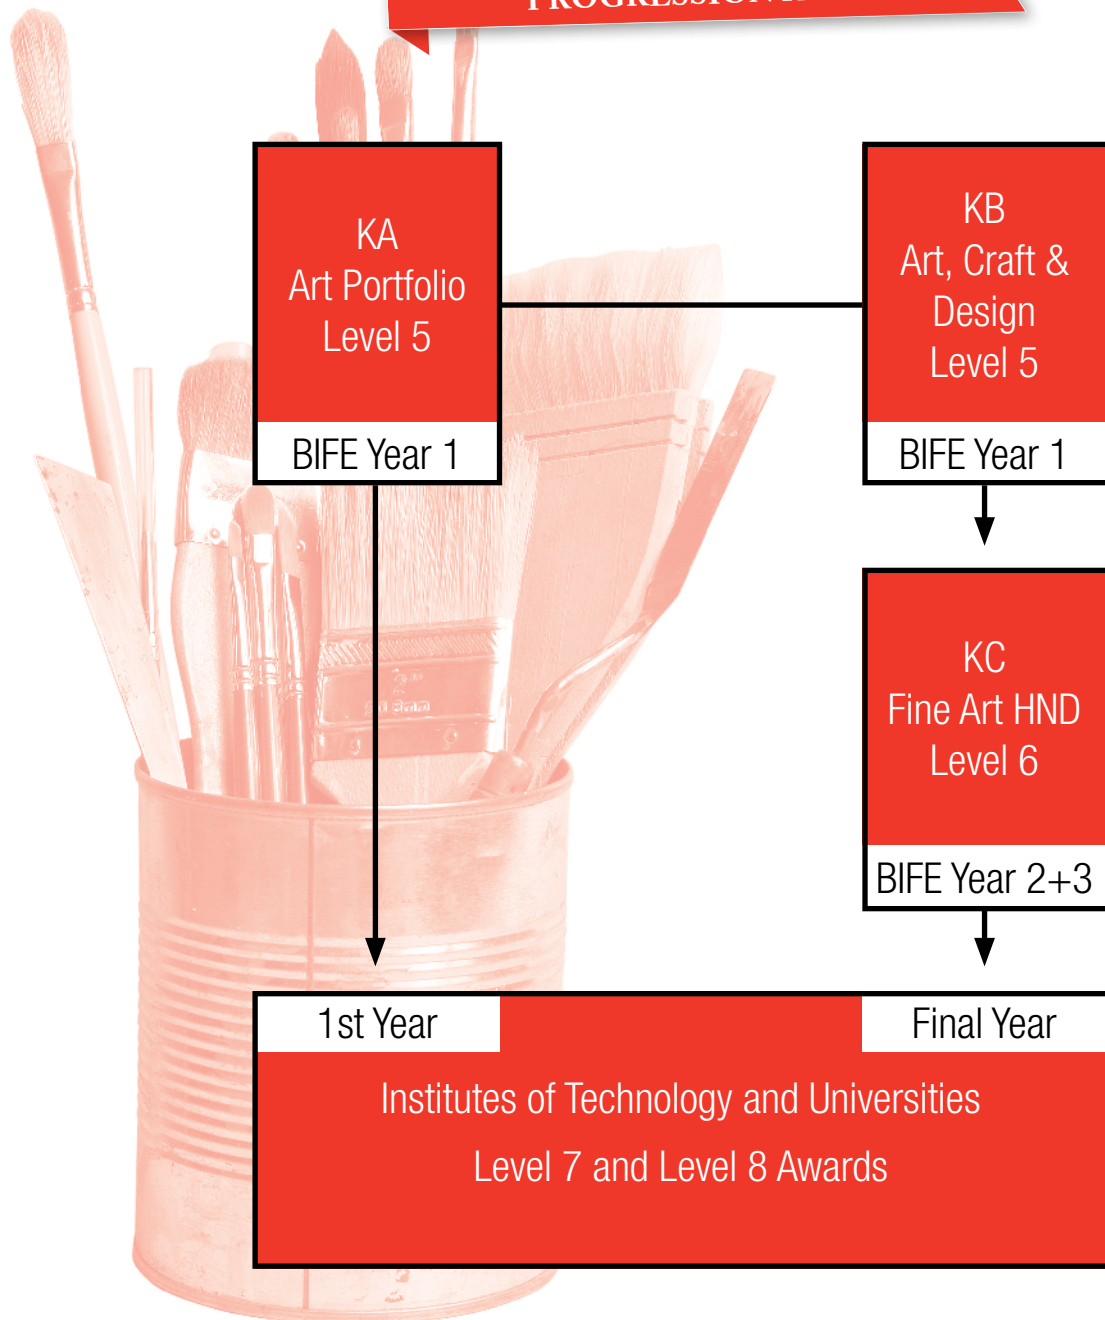 PROGRESSION
KA
Art Portfolio
Level 5
BIFE Year 1
KB
Art, Craft &
Design
Level 5
BIFE Year 1
KC
Fine Art HND
Level 6
BIFE Year 2+3
1st Year
Final Year
Institutes of Technology and Universities
Level 7 and Level 8 Awards